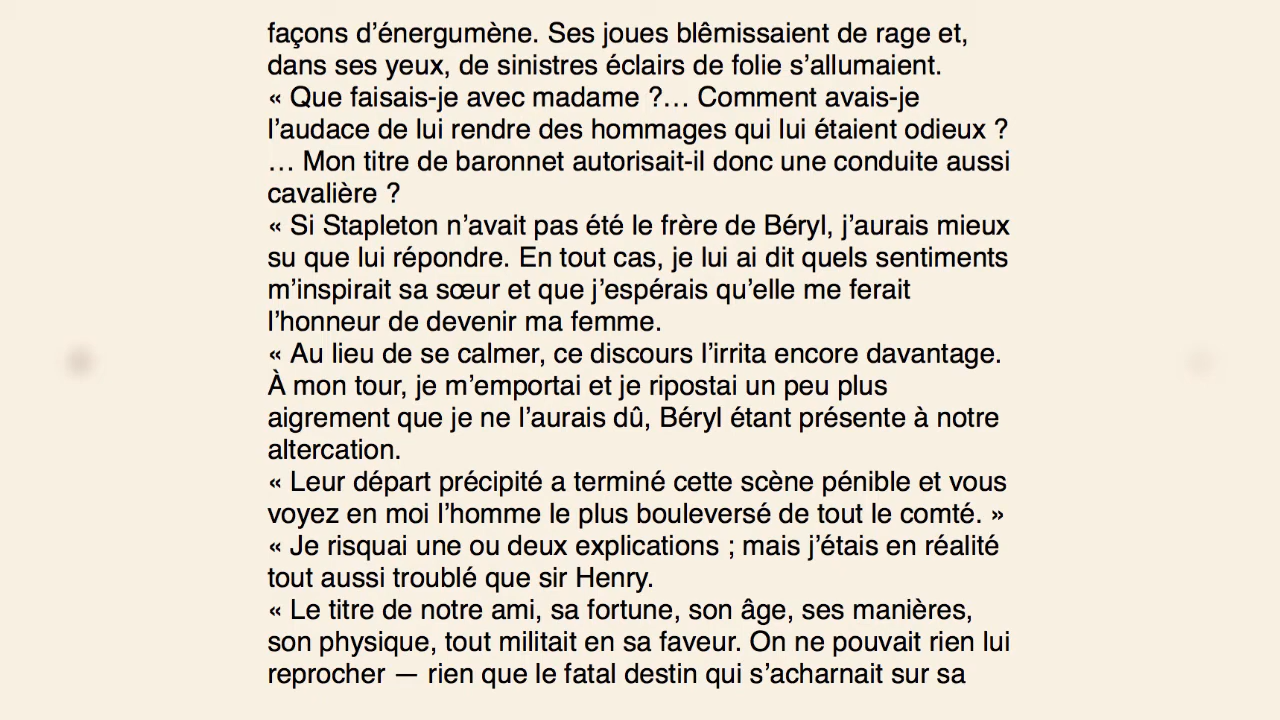 façons d’énergumène. Ses joues blêmissaient de rage et,
dans ses yeux, de sinistres éclairs de folie s’allumaient.
« Que faisais-je avec madame ?… Comment avais-je
l’audace de lui rendre des hommages qui lui étaient odieux ?
… Mon titre de baronnet autorisait-il donc une conduite aussi
cavalière ?
« Si Stapleton n’avait pas été le frère de Béryl, j’aurais mieux
su que lui répondre. En tout cas, je lui ai dit quels sentiments
m’inspirait sa sœur et que j’espérais qu’elle me ferait
l’honneur de devenir ma femme.
« Au lieu de se calmer, ce discours l’irrita encore davantage.
À mon tour, je m’emportai et je ripostai un peu plus
aigrement que je ne l’aurais dû, Béryl étant présente à notre
altercation.
« Leur départ précipité a terminé cette scène pénible et vous
voyez en moi l’homme le plus bouleversé de tout le comté. »
« Je risquai une ou deux explications ; mais j’étais en réalité
tout aussi troublé que sir Henry.
« Le titre de notre ami, sa fortune, son âge, ses manières,
son physique, tout militait en sa faveur. On ne pouvait rien lui
reprocher — rien que le fatal destin qui s’acharnait sur sa